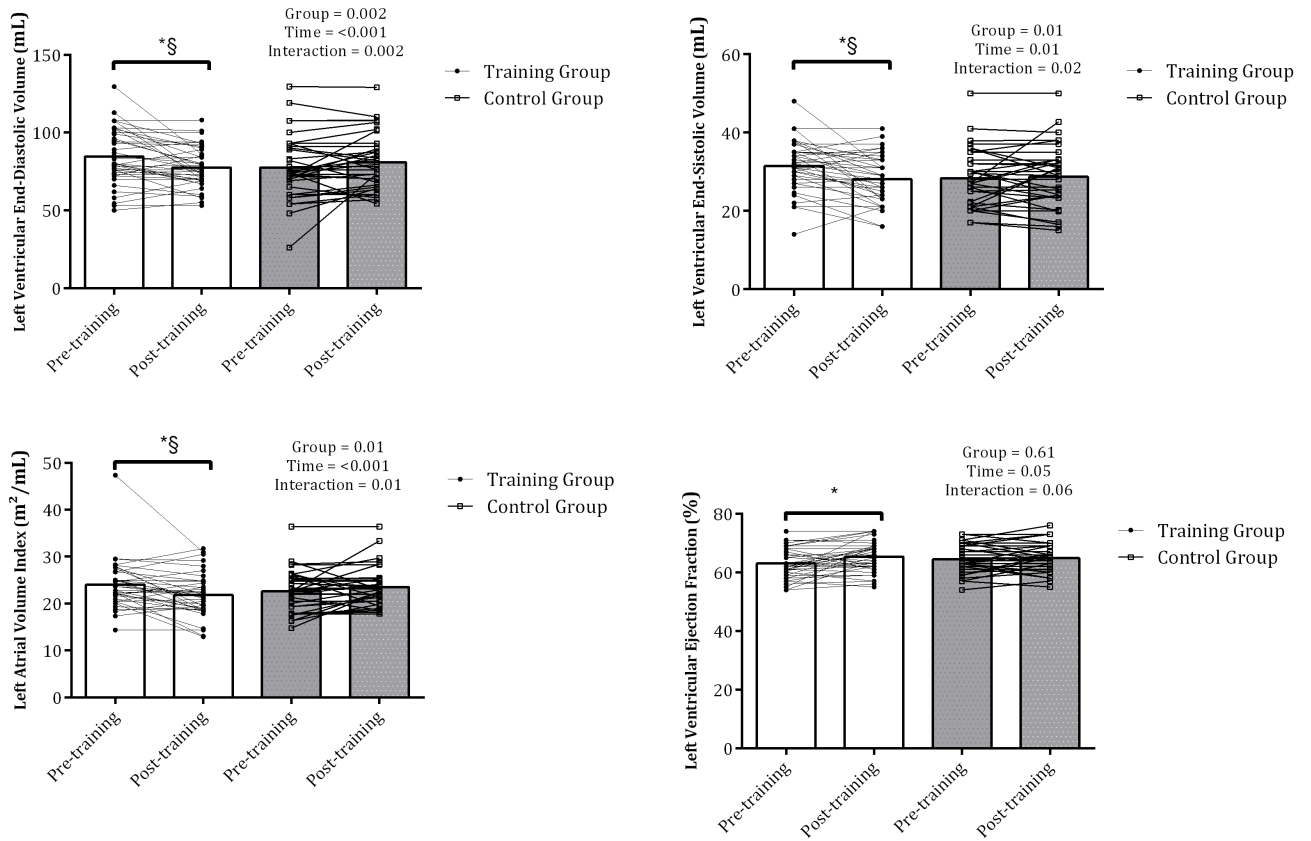 Left Ventricular End-Diastolic Volume (mL)
150
100
50
0
*§
Group = 0.002
Time = <0.001
Interaction = 0.002
Training Group
Control Group
Pre-training
Post-training
Pre-training
Post-training
Left Ventricular End-Sistolic Volume (mL)
60
40
20
0
*§
Group = 0.01
Time = 0.01
Interaction = 0.02
Training Group
Control Group
Pre-training
Post-training
Pre-training
Post-training
Left Atrial Volume Index (m²/mL)
50
40
30
20
10
0
*§
Group = 0.01
Time = <0.001
Interaction = 0.01
Training Group
Control Group
Pre-training
Post-training
Pre-training
Post-training
Left Ventricular Ejection Fraction (%)
80
60
40
20
0
*
Group = 0.61
Time = 0.05
Interaction = 0.06
Training Group
Control Group
Pre-training
Post-training
Pre-training
Post-training